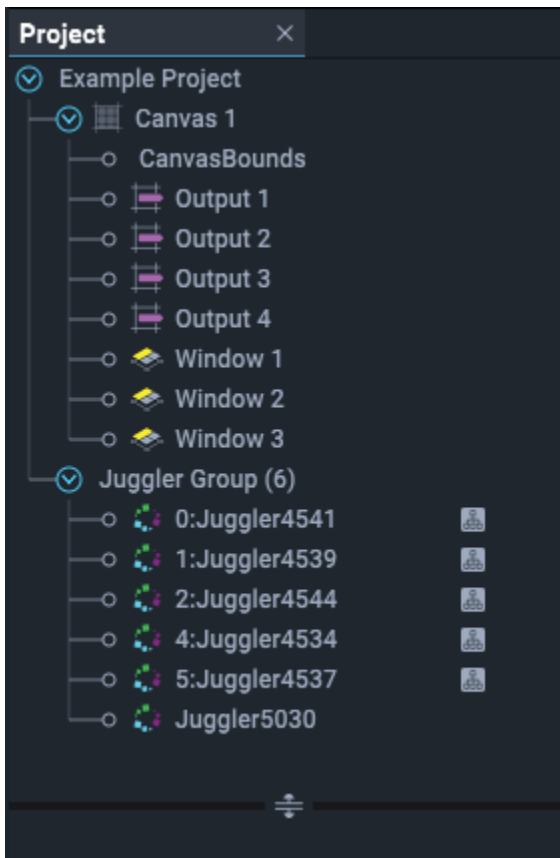 Project
Example Project
Canvas 1
CanvasBounds
Output 1
Output 2
Output 3
Output 4
Window 1
Window 2
Window 3
Juggler Group (6)
0:Juggler4541
1:Juggler4539
2:Juggler4544
4:Juggler4534
5:Juggler4537
Juggler5030